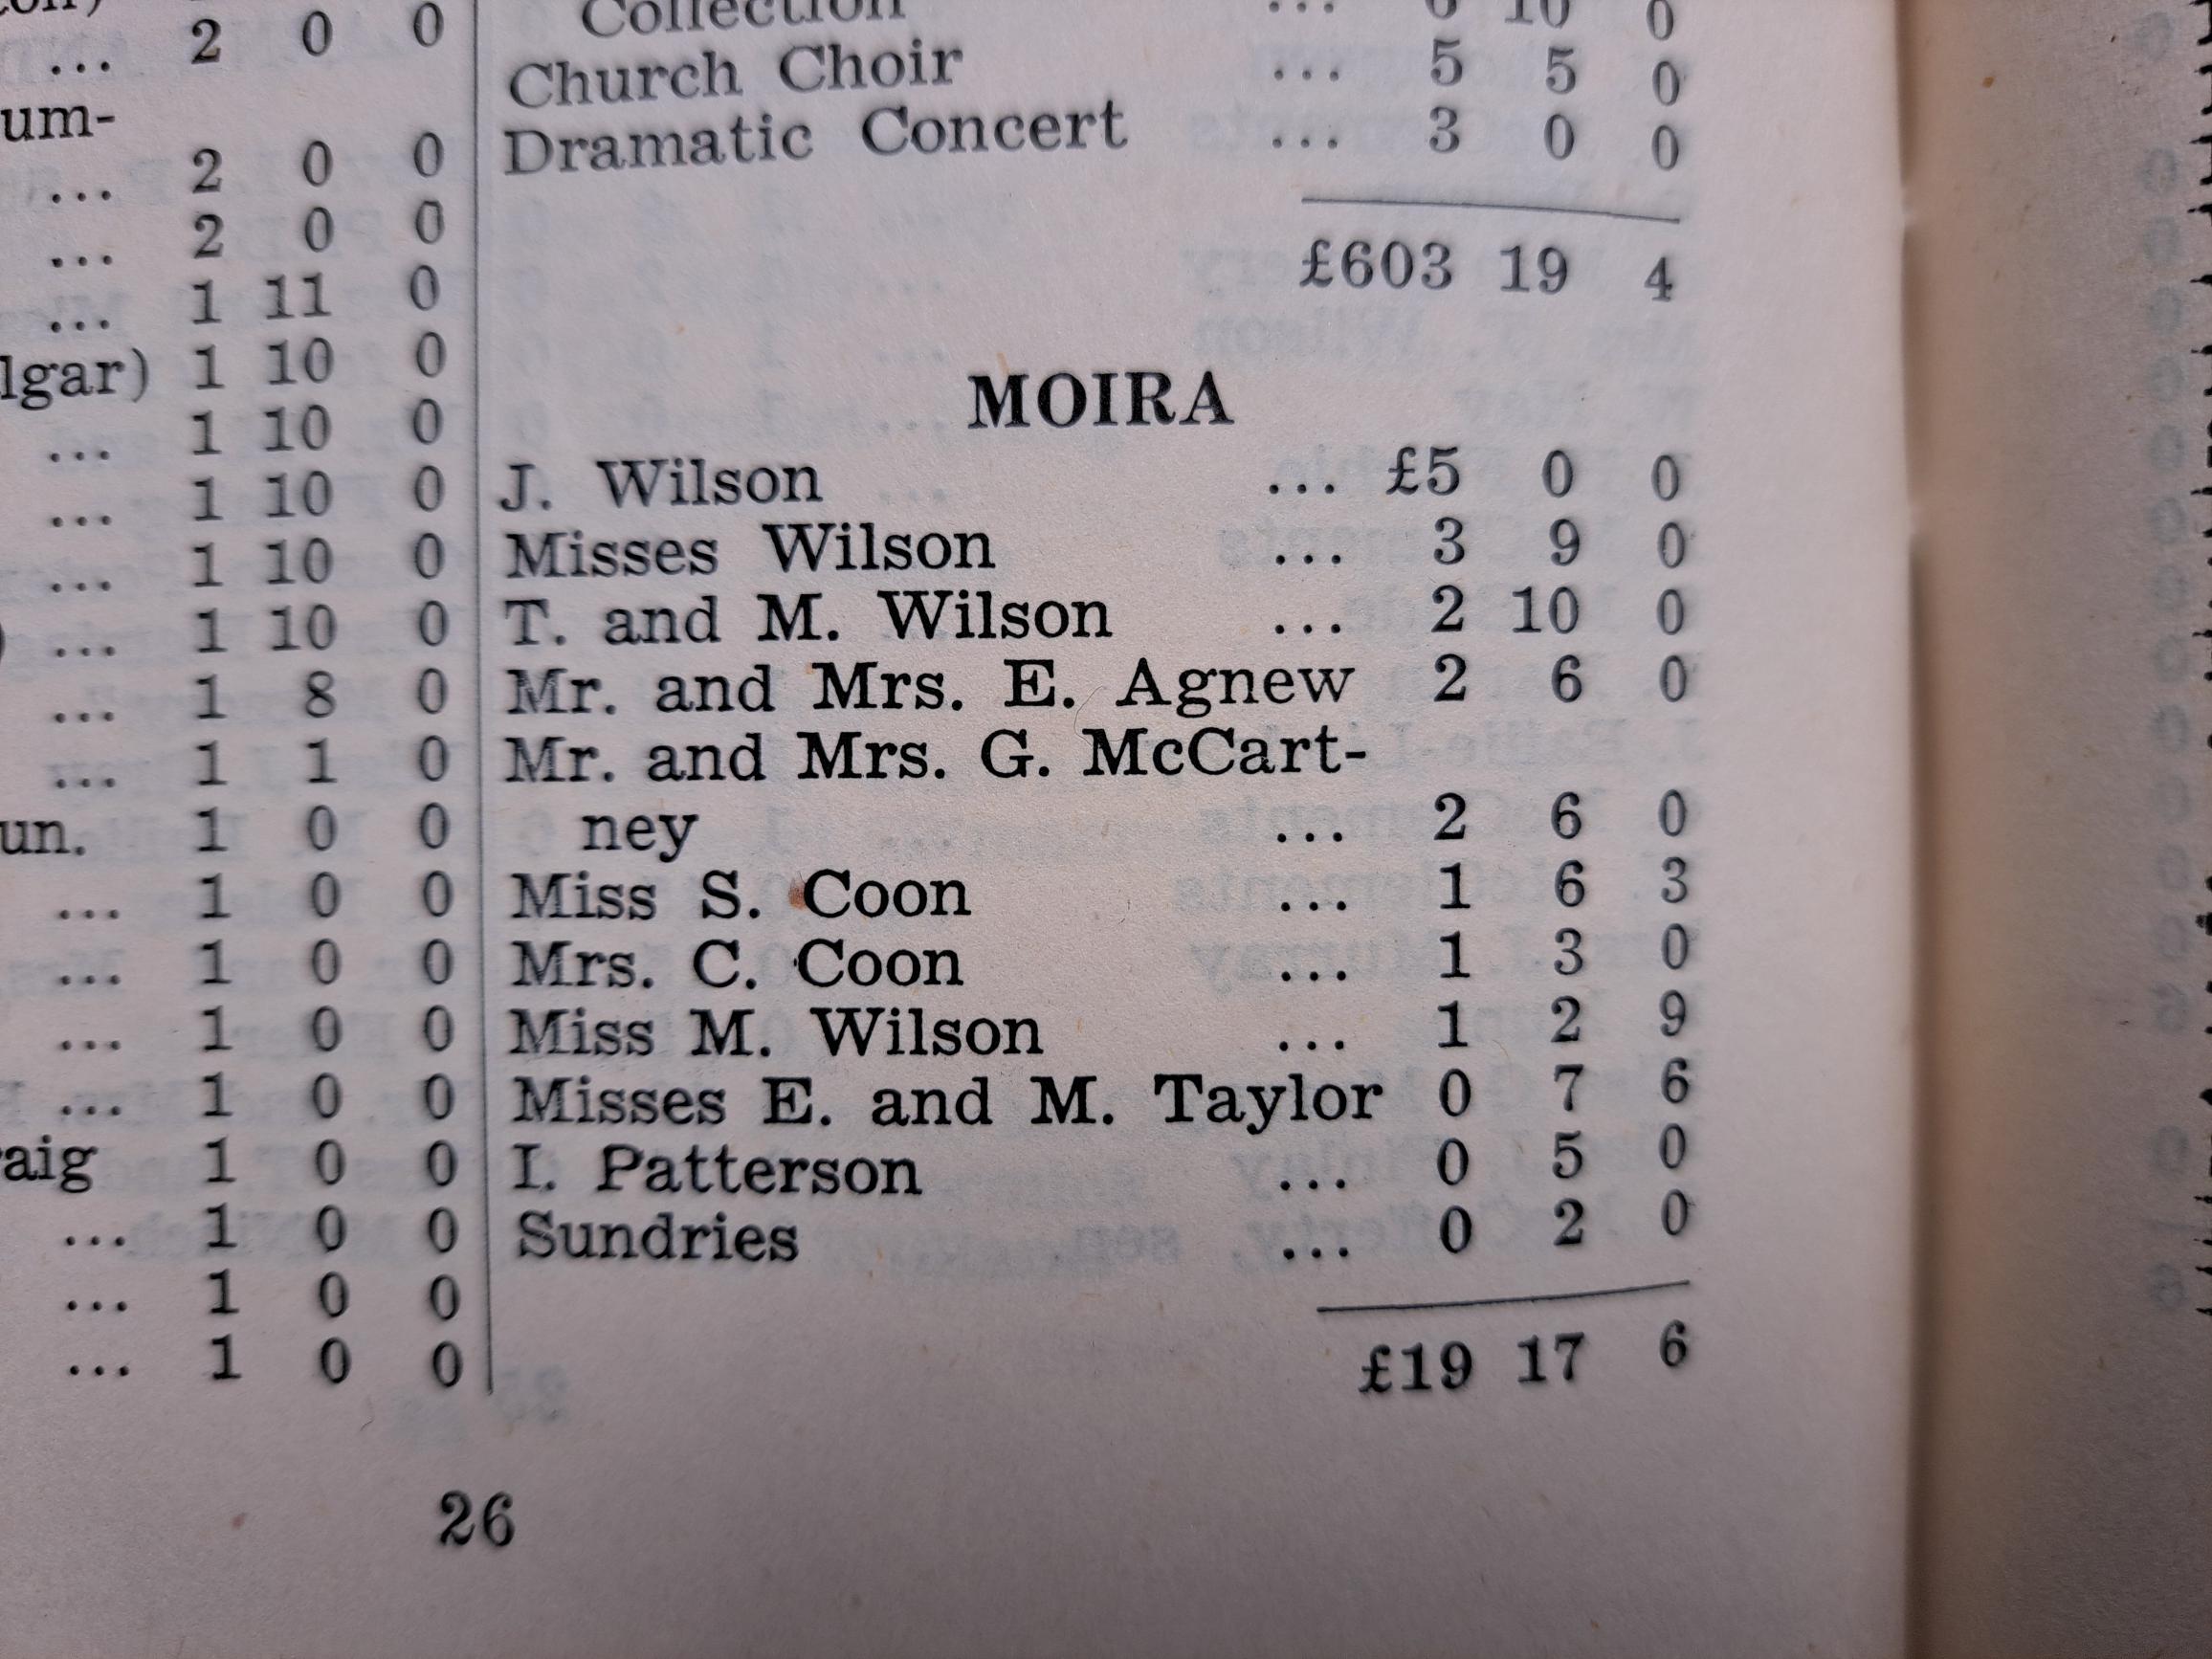 ... 2 0 0
um-
... 2 0 0
... 2 0 0
... 1 11 0
lgar) 1 10 0
... 1 10 0
... 1 10 0
... 1 10 0
) ... 1 10 0
... 1 8 0
... 1 1 0
un. 1 0 0
... 1 0 0
... 1 0 0
... 1 0 0
... 1 0 0
raig 1 0 0
... 1 0 0
... 1 0 0
... 1 0 0
Collection ... 6 10 0
Church Choir ... 5 5 0
Dramatic Concert ... 3 0 0
£603 19 4
MOIRA
J. Wilson ... £5 0 0
Misses Wilson ... 3 9 0
T. and M. Wilson ... 2 10 0
Mr. and Mrs. E. Agnew 2 6 0
Mr. and Mrs. G. McCart-
ney ... 2 6 0
Miss S. Coon ... 1 6 3
Mrs. C. Coon ... 1 3 0
Miss M. Wilson ... 1 2 9
Misses E. and M. Taylor 0 7 6
I. Patterson ... 0 5 0
Sundries ... 0 2 0
£19 17 6
26